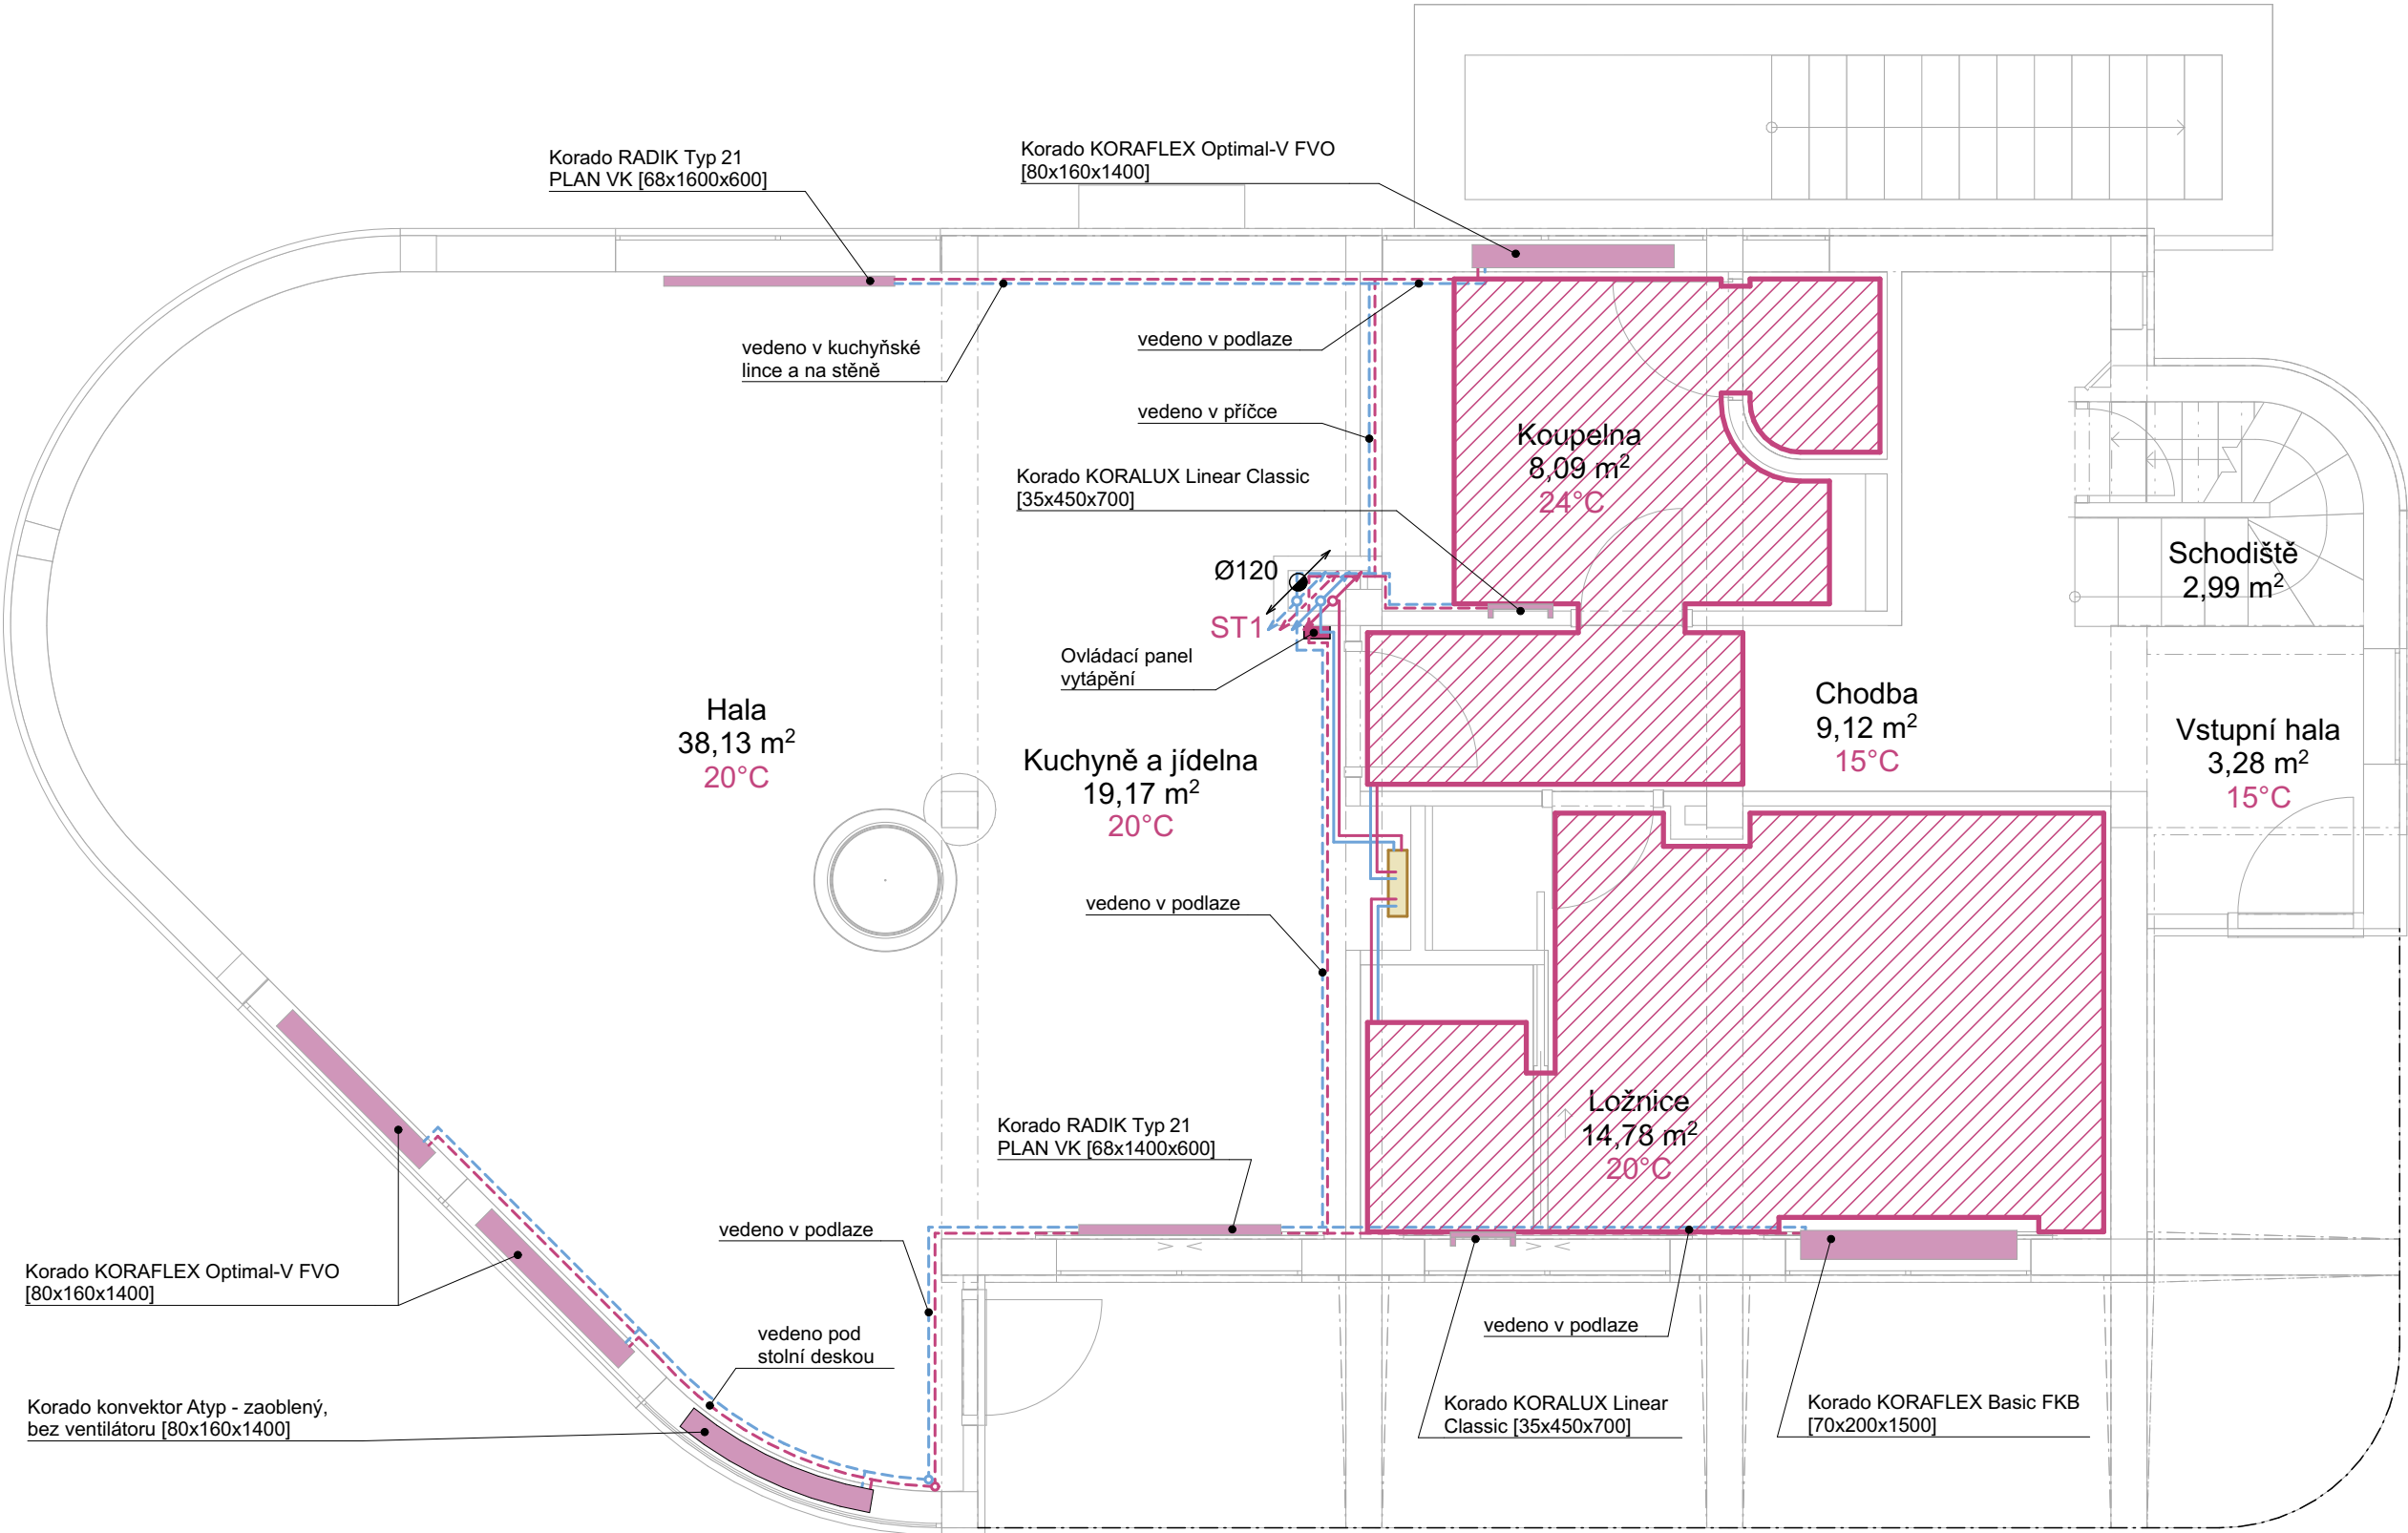 Korado RADIK Typ 21
PLAN VK [68x1600x600]
Korado KORAFLEX Optimal-V FVO
[80x160x1400]
vedeno v kuchyňské
lince a na stěně
vedeno v podlaze
vedeno v příčce
Korado KORALUX Linear Classic
[35x450x700]
Koupelna
8,09 m²
24°C
Ø120
ST1
Ovládací panel
vytápění
Schodiště
2,99 m²
Hala
38,13 m²
20°C
Kuchyně a jídelna
19,17 m²
20°C
Chodba
9,12 m²
15°C
Vstupní hala
3,28 m²
15°C
vedeno v podlaze
Korado RADIK Typ 21
PLAN VK [68x1400x600]
Ložnice
14,78 m²
20°C
vedeno v podlaze
Korado KORAFLEX Optimal-V FVO
[80x160x1400]
vedeno pod
stolní deskou
vedeno v podlaze
Korado konvektor Atyp - zaoblený,
bez ventilátoru [80x160x1400]
Korado KORALUX Linear
Classic [35x450x700]
Korado KORAFLEX Basic FKB
[70x200x1500]